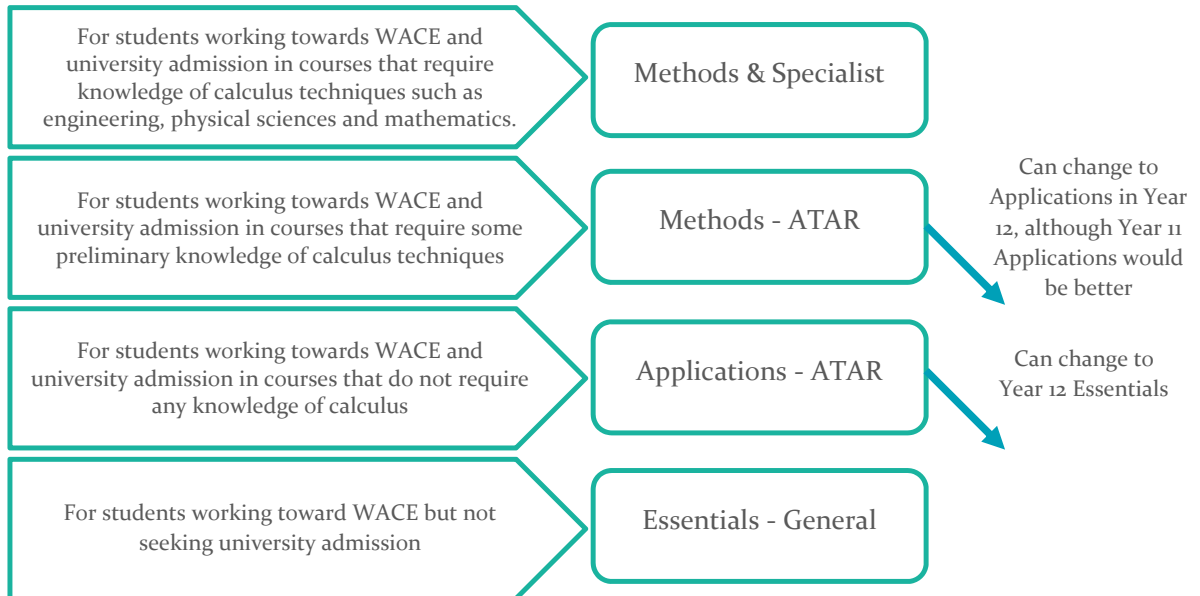 For students working towards WACE and
university admission in courses that require
knowledge of calculus techniques such as
engineering, physical sciences and mathematics.
Methods & Specialist
For students working towards WACE and
university admission in courses that require some
preliminary knowledge of calculus techniques
Methods - ATAR
Can change to
Applications in Year
12, although Year 11
Applications would
be better
For students working towards WACE and
university admission in courses that do not require
any knowledge of calculus
Applications - ATAR
Can change to
Year 12 Essentials
For students working toward WACE but not
seeking university admission
Essentials - General